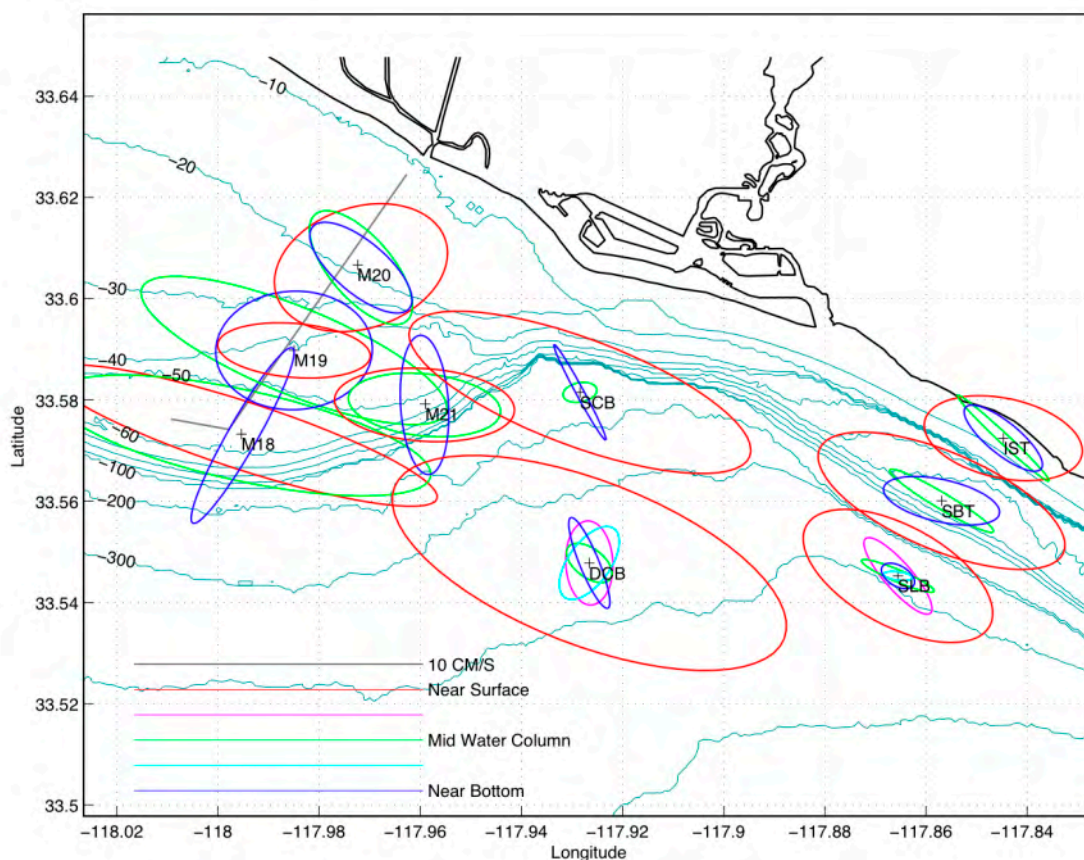 33.64
33.62
33.6
33.58
33.56
33.54
33.52
33.5
Latitude
−10
−20
−30
−40
−50
−60
−100
−200
−300
M20
M19
M21
M18
SCB
IST
SBT
DCB
SLB
10 CM/S
Near Surface
Mid Water Column
Near Bottom
−118.02 −118 −117.98 −117.96 −117.94 −117.92 −117.9 −117.88 −117.86 −117.84
Longitude